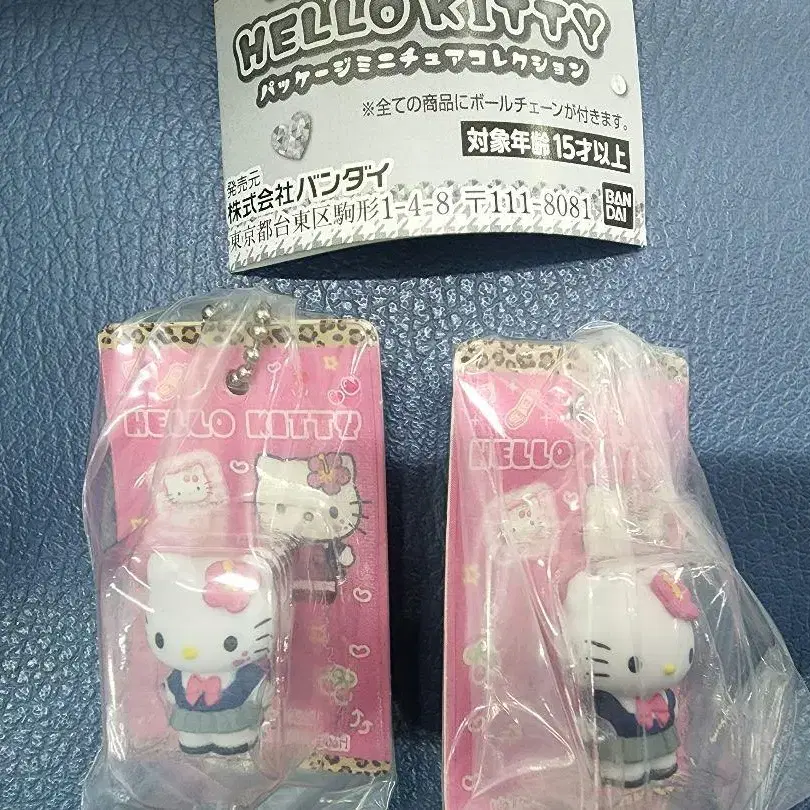 HELLO KITTY
パッケージミニチュアコレクション
※全ての商品にボールチェーンが付きます。
対象年齢 15才以上
発売元
株式会社バンダイ
東京都台東区駒形1-4-8 〒111-8081
BAN
DAI
HELLO KITTY
HELLO